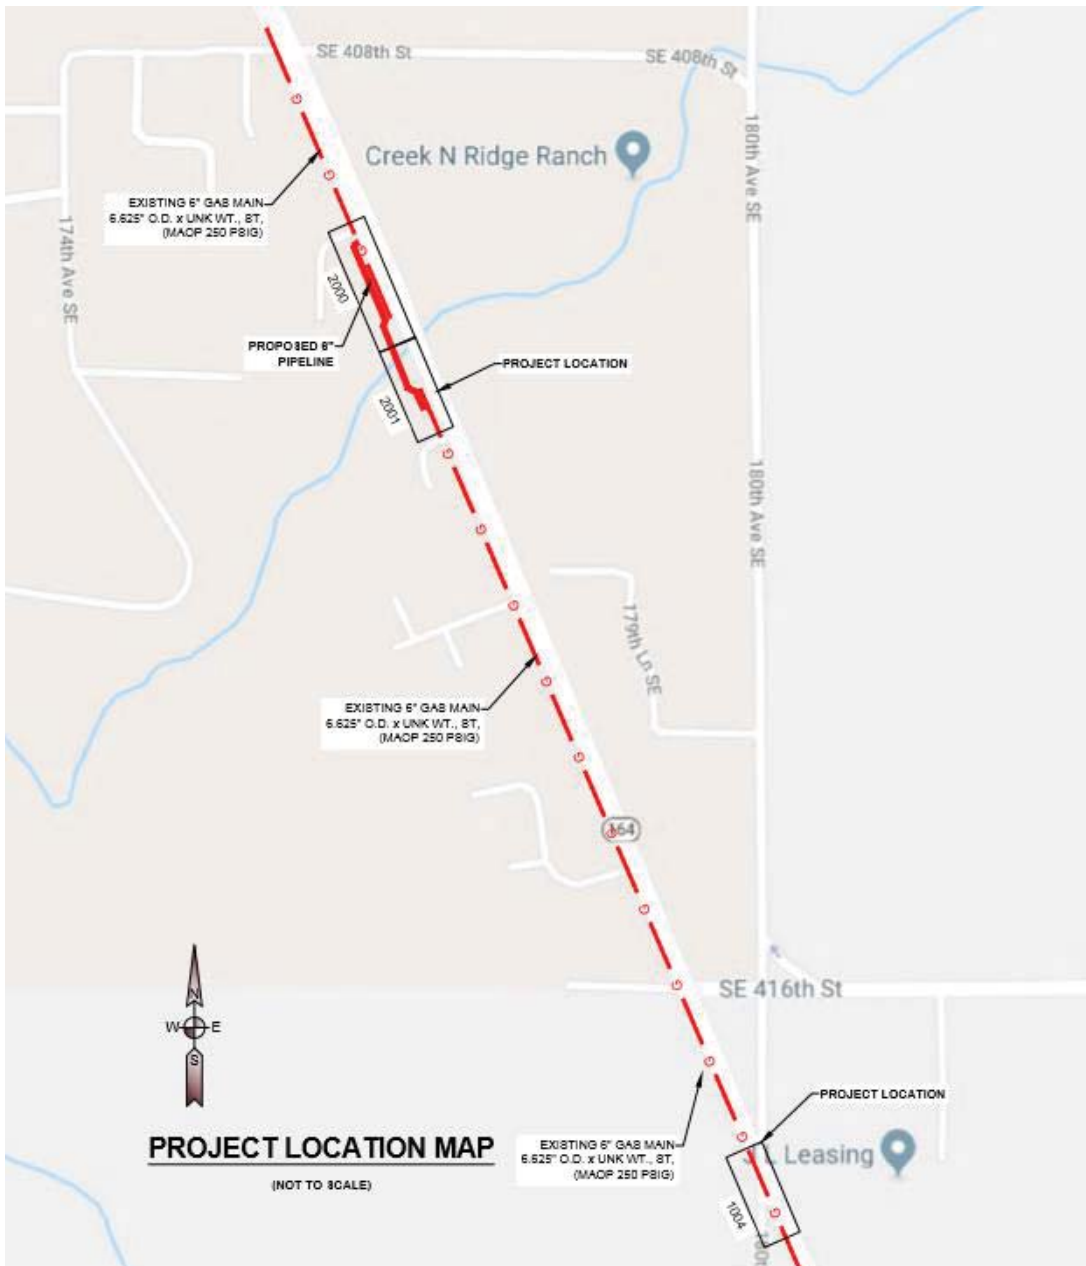 SE 408th St
SE 408th St
180th Ave SE
Creek N Ridge Ranch
G
G
EXISTING 6" GAS MAIN
6.625" O.D. x UNK WT., ST,
(MAOP 250 PSIG)
174th Ave SE
G
2000
PROPOSED 6"
PIPELINE
PROJECT LOCATION
2001
G
180th Ave SE
G
G
179th Ln SE
G
EXISTING 6" GAS MAIN
6.625" O.D. x UNK WT., ST,
(MAOP 250 PSIG)
G
164
G
G
G
SE 416th St
N
W E
S
G
PROJECT LOCATION
G
PROJECT LOCATION MAP
(NOT TO SCALE)
EXISTING 6" GAS MAIN
6.625" O.D. x UNK WT., ST,
(MAOP 250 PSIG)
L Leasing
1004
G